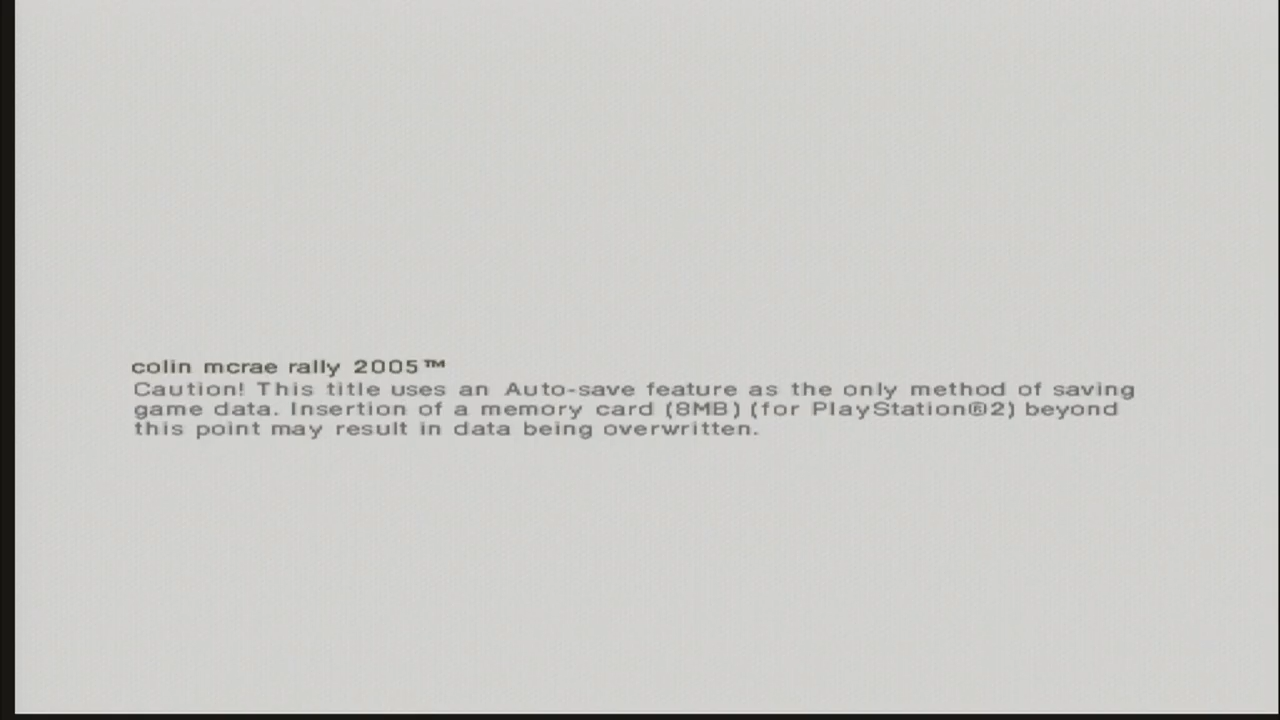 colin mcrae rally 2005™
Caution! This title uses an Auto-save feature as the only method of saving
game data. Insertion of a memory card (8MB) (for PlayStation®2) beyond
this point may result in data being overwritten.